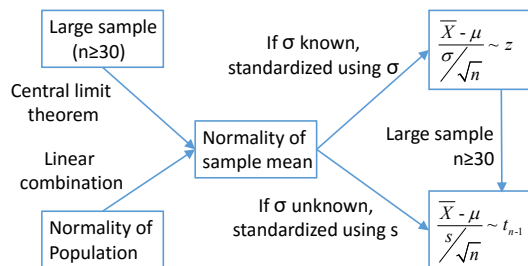 Large sample
(n≥30)
Central limit
theorem
Linear
combination
Normality of
Population
Normality of
sample mean
If σ known,
standardized using σ
If σ unknown,
standardized using s
X̅ - μ
σ/√n ~ z
Large sample
n≥30
X̅ - μ
s/√n ~ tₙ₋₁